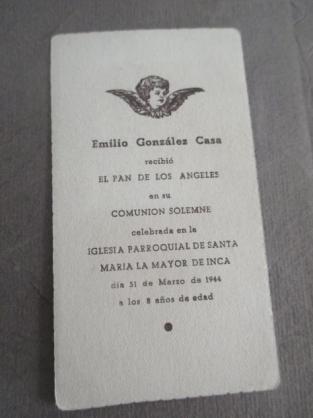 Emilio González Casa
recibió
EL PAN DE LOS ANGELES
en su
COMUNION SOLEMNE
celebrada en la
IGLESIA PARROQUIAL DE SANTA
MARIA LA MAYOR DE INCA
día 31 de Marzo de 1944
a los 8 años de edad